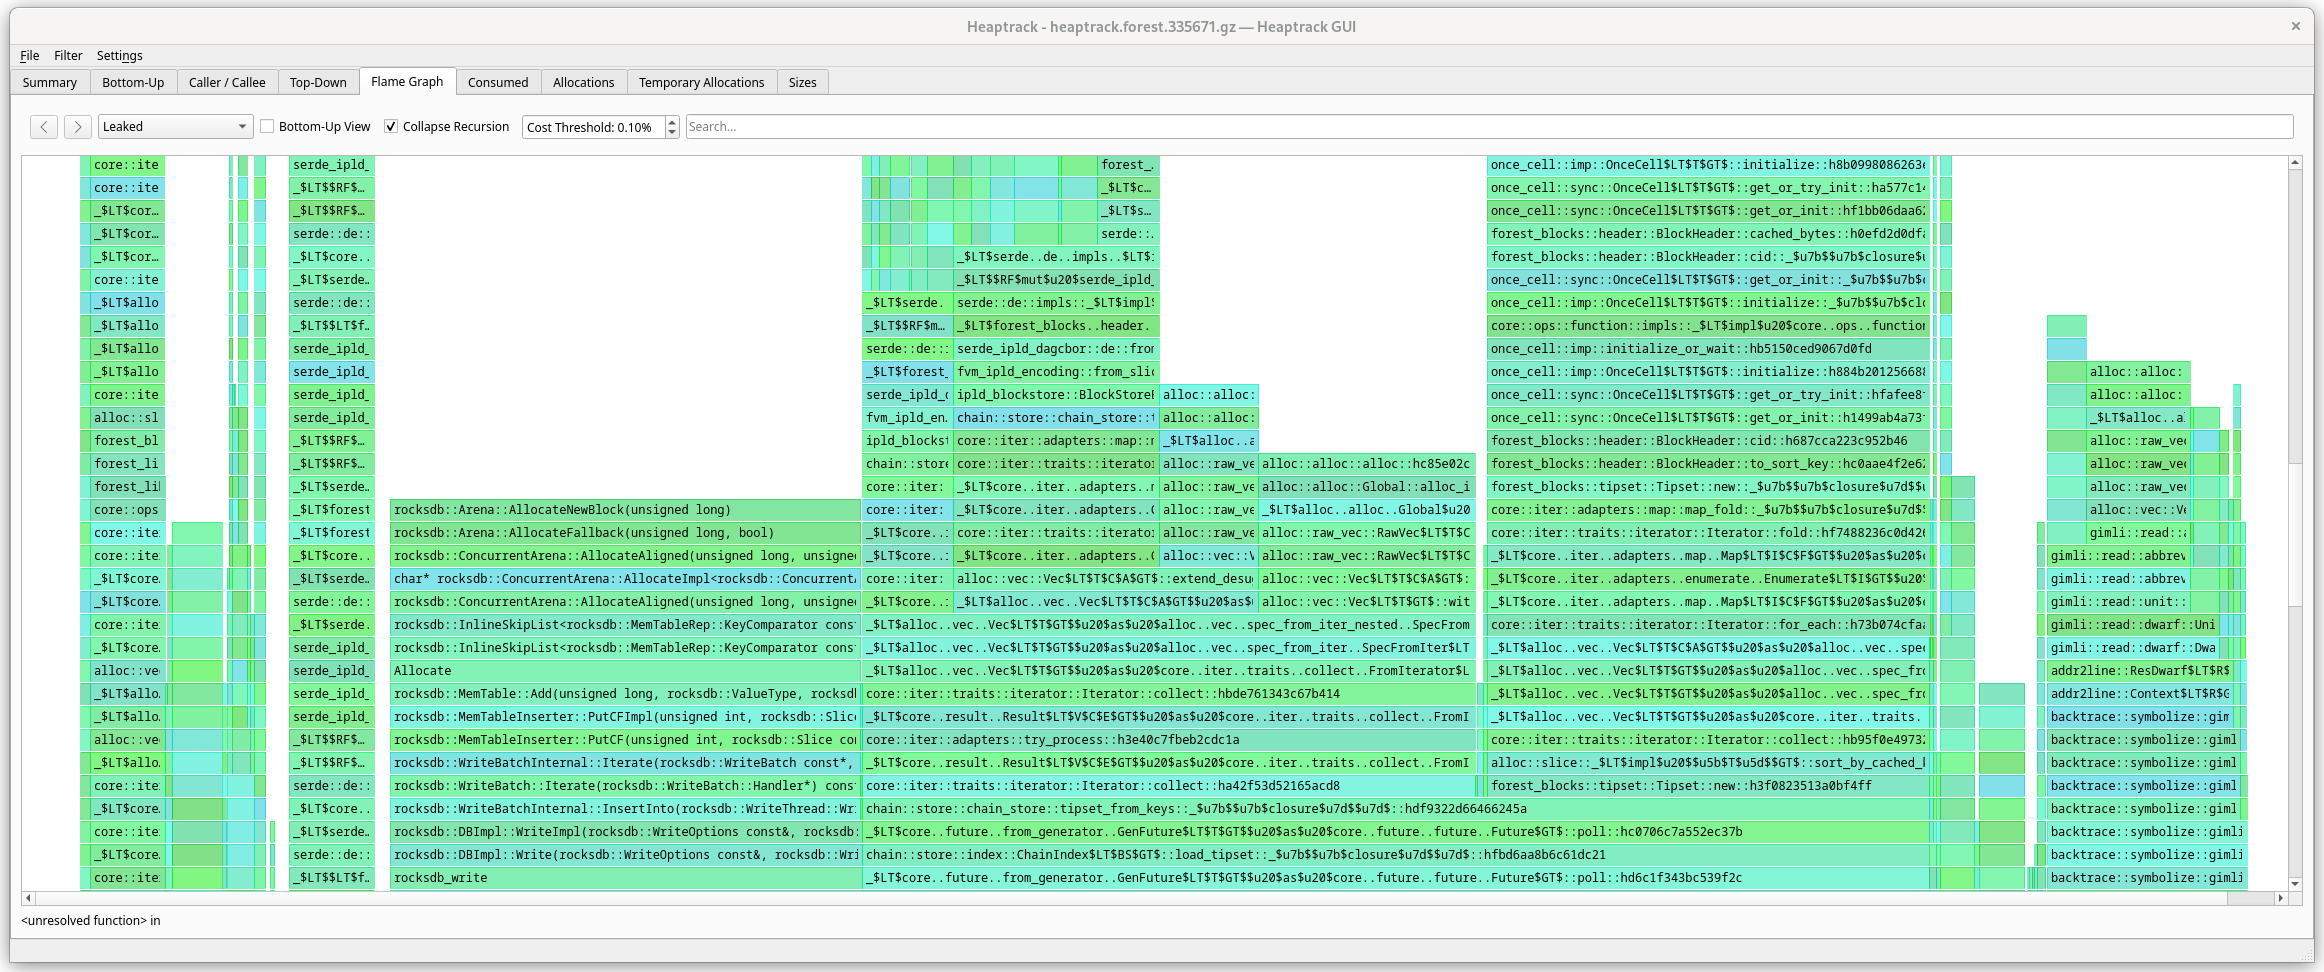 Heaptrack - heaptrack.forest.335671.gz — Heaptrack GUI
File Filter Settings
Summary Bottom-Up Caller / Callee Top-Down Flame Graph Consumed Allocations Temporary Allocations Sizes
Leaked Bottom-Up View Collapse Recursion Cost Threshold: 0.10% Search...
core::ite serde_ipld_ forest_. once_cell::imp::OnceCell$LT$T$GT$::initialize::h8b0998086263
core::ite _$LT$$RF$… _$LT$c… once_cell::sync::OnceCell$LT$T$GT$::get_or_try_init::ha577c14
_$LT$cor… _$LT$$RF$… _$LT$s… once_cell::sync::OnceCell$LT$T$GT$::get_or_init::hf1bb06daa62
_$LT$cor… serde::de:: serde::. forest_blocks::header::BlockHeader::cached_bytes::h0efd2d0dfa
_$LT$cor… _$LT$core.. _$LT$serde..de..impls..$LT$: forest_blocks::header::BlockHeader::cid::_$u7b$$u7b$closure$u
core::ite _$LT$serde. _$LT$$RF$mut$u20$serde_ipld_ once_cell::sync::OnceCell$LT$T$GT$::get_or_init::_$u7b$$u7b$c
_$LT$allo serde::de:: _$LT$serde. serde::de::impls::_$LT$impl$ once_cell::imp::OnceCell$LT$T$GT$::initialize::_$u7b$$u7b$clo
_$LT$allo _$LT$$LT$f. _$LT$$RF$m… _$LT$forest_blocks..header. core::ops::function::impls::_$LT$impl$u20$core..ops..function
_$LT$allo serde_ipld_ serde::de:: serde_ipld_dagcbor::de::from once_cell::imp::initialize_or_wait::hb5150ced9067d0fd
_$LT$allo serde_ipld_ _$LT$forest_ fvm_ipld_encoding::from_slic once_cell::imp::OnceCell$LT$T$GT$::initialize::h884b20125668 alloc::alloc:
core::ite serde_ipld_ serde_ipld_c ipld_blockstore::BlockStoreE alloc::alloc: once_cell::sync::OnceCell$LT$T$GT$::get_or_try_init::hfafee8 alloc::alloc:
alloc::sl serde_ipld_ fvm_ipld_en. chain::store::chain_store::t alloc::alloc: once_cell::sync::OnceCell$LT$T$GT$::get_or_init::h1499ab4a73 _$LT$alloc..a
forest_bl _$LT$$RF$… ipld_blockst core::iter::adapters::map::m _$LT$alloc..a forest_blocks::header::BlockHeader::cid::h687cca223c952b46 alloc::raw_vec
forest_li _$LT$$RF$… chain::store core::iter::traits::iterato alloc::raw_ve alloc::alloc::alloc::hc85e02c forest_blocks::header::BlockHeader::to_sort_key::hc0aae4f2e62 alloc::raw_vec
forest_li _$LT$serde. core::iter: _$LT$core..iter..adapters..m alloc::raw_ve alloc::alloc::Global::alloc_i forest_blocks::tipset::Tipset::new::_$u7b$$u7b$closure$u7d$$u alloc::raw_vec
core::ops _$LT$forest rocksdb::Arena::AllocateNewBlock(unsigned long) core::iter: _$LT$core..iter..adapters..C alloc::raw_ve _$LT$alloc..alloc..Global$u20 core::iter::adapters::map::map_fold::_$u7b$$u7b$closure$u7d$ alloc::vec::Ve
core::ite: _$LT$forest rocksdb::Arena::AllocateFallback(unsigned long, bool) _$LT$core.. core::iter::traits::iterato alloc::raw_ve alloc::raw_vec::RawVec$LT$T$C core::iter::traits::iterator::Iterator::fold::hf7488236c0d42 gimli::read::a
core::ite: _$LT$core.. rocksdb::ConcurrentArena::AllocateAligned(unsigned long, unsigne _$LT$core.. _$LT$core..iter..adapters..C alloc::vec::V alloc::raw_vec::RawVec$LT$T$C _$LT$core..iter..adapters..map..Map$LT$I$C$F$GT$$u20$as$u20$c gimli::read::abbrev
_$LT$core. _$LT$serde. char* rocksdb::ConcurrentArena::AllocateImpl<rocksdb::Concurrent core::iter: alloc::vec::Vec$LT$T$C$A$GT$::extend_desu alloc::vec::Vec$LT$T$C$A$GT$: _$LT$core..iter..adapters..enumerate..Enumerate$LT$I$GT$$u20 gimli::read::abbrev
_$LT$core. serde::de:: rocksdb::ConcurrentArena::AllocateAligned(unsigned long, unsigne _$LT$core.. _$LT$alloc..vec..Vec$LT$T$C$A$GT$$u20$as$ alloc::vec::Vec$LT$T$GT$::wit _$LT$core..iter..adapters..map..Map$LT$I$C$F$GT$$u20$as$u20$c gimli::read::unit::
core::ite: _$LT$serde. rocksdb::InlineSkipList<rocksdb::MemTableRep::KeyComparator cons _$LT$alloc..vec..Vec$LT$T$GT$$u20$as$u20$alloc..vec..spec_from_iter_nested..SpecFrom core::iter::traits::iterator::Iterator::for_each::h73b074cfaa gimli::read::dwarf::Uni
_$LT$core. serde_ipld_ rocksdb::InlineSkipList<rocksdb::MemTableRep::KeyComparator cons _$LT$alloc..vec..Vec$LT$T$GT$$u20$as$u20$alloc..vec..spec_from_iter..SpecFromIter$LT _$LT$alloc..vec..Vec$LT$T$C$A$GT$$u20$as$u20$alloc..vec..spec gimli::read::dwarf::Dwa
alloc::ve serde_ipld_ Allocate _$LT$alloc..vec..Vec$LT$T$GT$$u20$as$u20$core..iter..traits..collect..FromIterator$L _$LT$alloc..vec..Vec$LT$T$GT$$u20$as$u20$alloc..vec..spec_fro addr2line::ResDwarf$LT$R$
_$LT$allo. serde_ipld_ rocksdb::MemTable::Add(unsigned long, rocksdb::ValueType, rocksd core::iter::traits::iterator::Iterator::collect::hbde761343c67b414 _$LT$alloc..vec..Vec$LT$T$GT$$u20$as$u20$alloc..vec..spec_fr addr2line::Context$LT$R$G
_$LT$allo. serde_ipld_ rocksdb::MemTableInserter::PutCFImpl(unsigned int, rocksdb::Slic _$LT$core..result..Result$LT$V$C$E$GT$$u20$as$u20$core..iter..traits..collect..FromI _$LT$alloc..vec..Vec$LT$T$GT$$u20$as$u20$core..iter..traits. backtrace::symbolize::gim
alloc::ve _$LT$$RF$… rocksdb::MemTableInserter::PutCF(unsigned int, rocksdb::Slice co core::iter::adapters::try_process::h3e40c7fbeb2cdc1a core::iter::traits::iterator::Iterator::collect::hb95f0e4973 backtrace::symbolize::giml
_$LT$allo. _$LT$$RF$… rocksdb::WriteBatchInternal::Iterate(rocksdb::WriteBatch const*, _$LT$core..result..Result$LT$V$C$E$GT$$u20$as$u20$core..iter..traits..collect..FromI alloc::slice::_$LT$impl$u20$$u5b$T$u5d$$GT$::sort_by_cached_k backtrace::symbolize::giml
core::ite: serde::de:: rocksdb::WriteBatch::Iterate(rocksdb::WriteBatch::Handler*) cons core::iter::traits::iterator::Iterator::collect::ha42f53d52165acd8 forest_blocks::tipset::Tipset::new::h3f0823513a0bf4ff backtrace::symbolize::giml
_$LT$core. _$LT$core.. rocksdb::WriteBatchInternal::InsertInto(rocksdb::WriteThread::Wr chain::store::chain_store::tipset_from_keys::_$u7b$$u7b$closure$u7d$$u7d$::hdf9322d66466245a backtrace::symbolize::giml
core::ite: _$LT$serde. rocksdb::DBImpl::WriteImpl(rocksdb::WriteOptions const&, rocksdb: _$LT$core..future..from_generator..GenFuture$LT$T$GT$$u20$as$u20$core..future..future..Future$GT$::poll::hc0706c7a552ec37b backtrace::symbolize::gimli
_$LT$core. serde::de:: rocksdb::DBImpl::Write(rocksdb::WriteOptions const&, rocksdb::Wri chain::store::index::ChainIndex$LT$BS$GT$::load_tipset::_$u7b$$u7b$closure$u7d$$u7d$::hfbd6aa8b6c61dc21 backtrace::symbolize::gimli
core::ite: _$LT$$LT$f. rocksdb_write _$LT$core..future..from_generator..GenFuture$LT$T$GT$$u20$as$u20$core..future..future..Future$GT$::poll::hd6c1f343bc539f2c backtrace::symbolize::gimli
<unresolved function> in